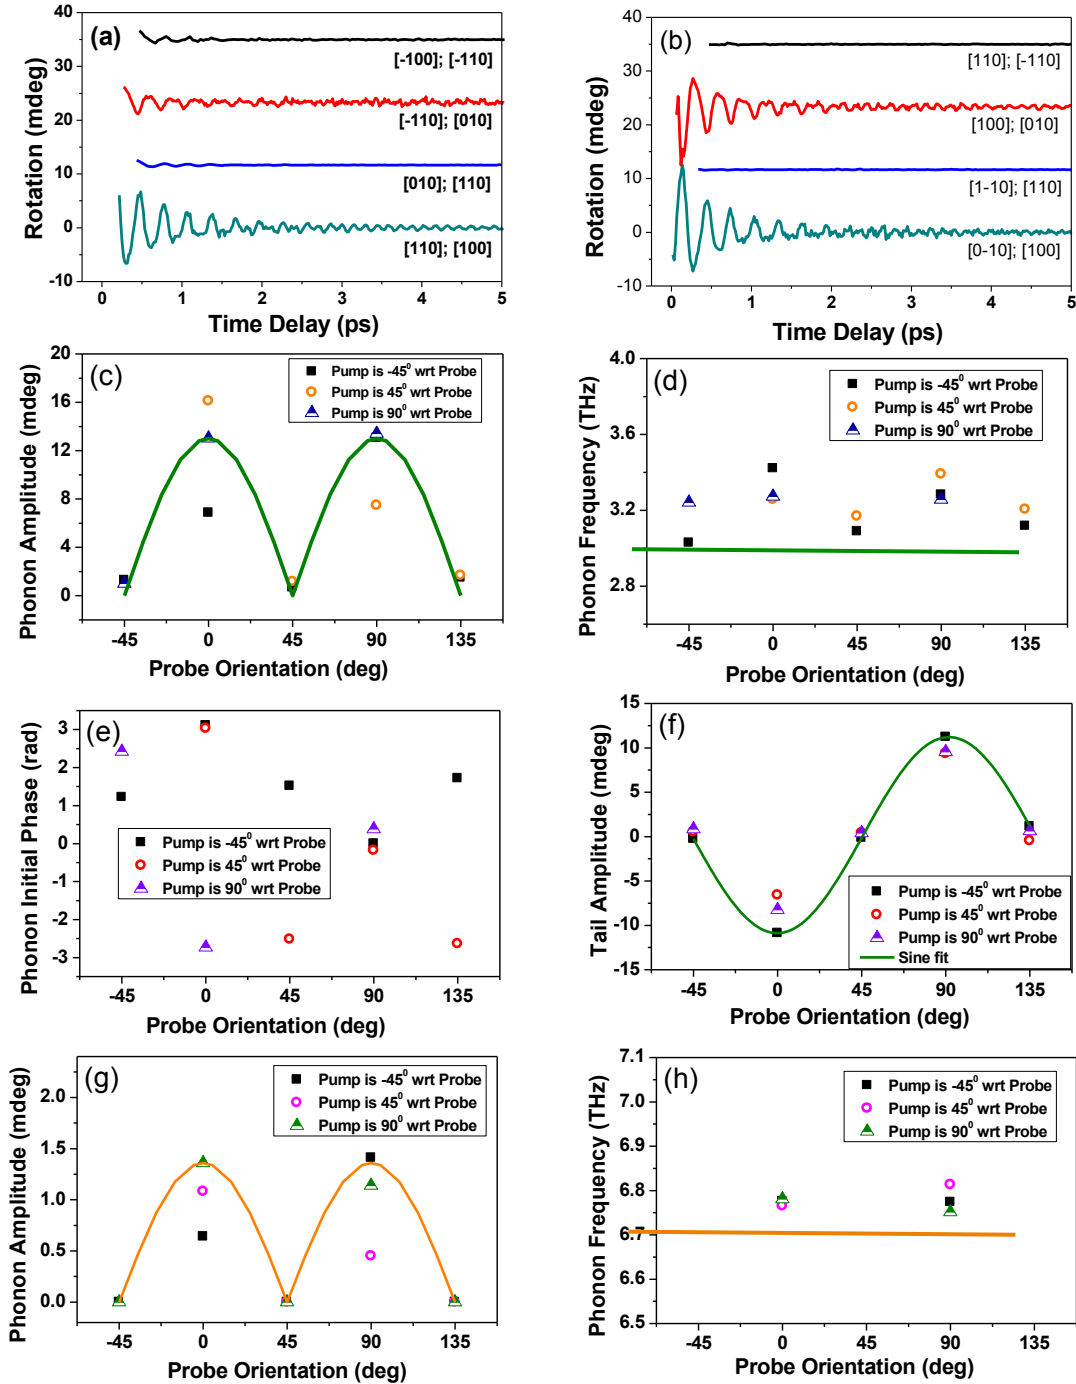 (a)
40
30
20
10
0
-10
Rotation (mdeg)
[-100]; [-110]
[-110]; [010]
[010]; [110]
[110]; [100]
0 1 2 3 4 5
Time Delay (ps)
(b)
40
30
20
10
0
-10
Rotation (mdeg)
[110]; [-110]
[100]; [010]
[1-10]; [110]
[0-10]; [100]
0 1 2 3 4 5
Time Delay (ps)
(c)
20
16
12
8
4
0
Phonon Amplitude (mdeg)
Pump is -45⁰ wrt Probe
Pump is 45⁰ wrt Probe
Pump is 90⁰ wrt Probe
-45 0 45 90 135
Probe Orientation (deg)
(d)
4.0
3.6
3.2
2.8
Phonon Frequency (THz)
Pump is -45⁰ wrt Probe
Pump is 45⁰ wrt Probe
Pump is 90⁰ wrt Probe
-45 0 45 90 135
Probe Orientation (deg)
(e)
3
2
1
0
-1
-2
-3
Phonon Initial Phase (rad)
Pump is -45⁰ wrt Probe
Pump is 45⁰ wrt Probe
Pump is 90⁰ wrt Probe
-45 0 45 90 135
Probe Orientation (deg)
(f)
15
10
5
0
-5
-10
-15
Tail Amplitude (mdeg)
Pump is -45⁰ wrt Probe
Pump is 45⁰ wrt Probe
Pump is 90⁰ wrt Probe
Sine fit
-45 0 45 90 135
Probe Orientation (deg)
(g)
2.0
1.5
1.0
0.5
0.0
Phonon Amplitude (mdeg)
Pump is -45⁰ wrt Probe
Pump is 45⁰ wrt Probe
Pump is 90⁰ wrt Probe
-45 0 45 90 135
Probe Orientation (deg)
(h)
7.1
7.0
6.9
6.8
6.7
6.6
6.5
Phonon Frequency (THz)
Pump is -45⁰ wrt Probe
Pump is 45⁰ wrt Probe
Pump is 90⁰ wrt Probe
-45 0 45 90 135
Probe Orientation (deg)